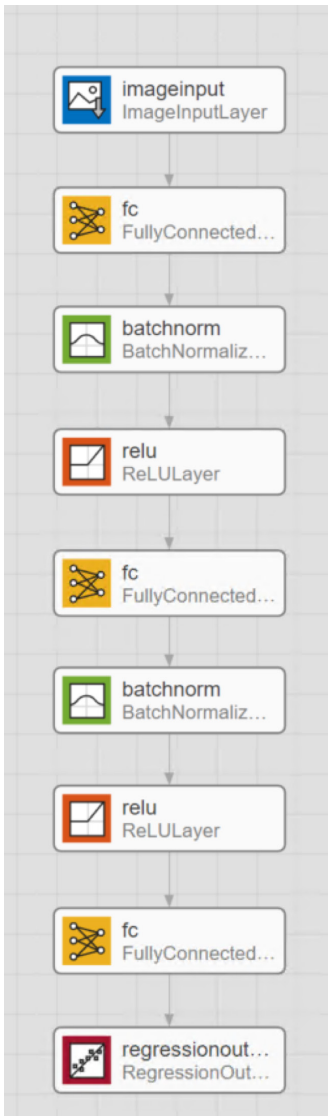 imageinput
ImageInputLayer
fc
FullyConnected...
batchnorm
BatchNormaliz...
relu
ReLULayer
fc
FullyConnected...
batchnorm
BatchNormaliz...
relu
ReLULayer
fc
FullyConnected...
regressionout...
RegressionOut...